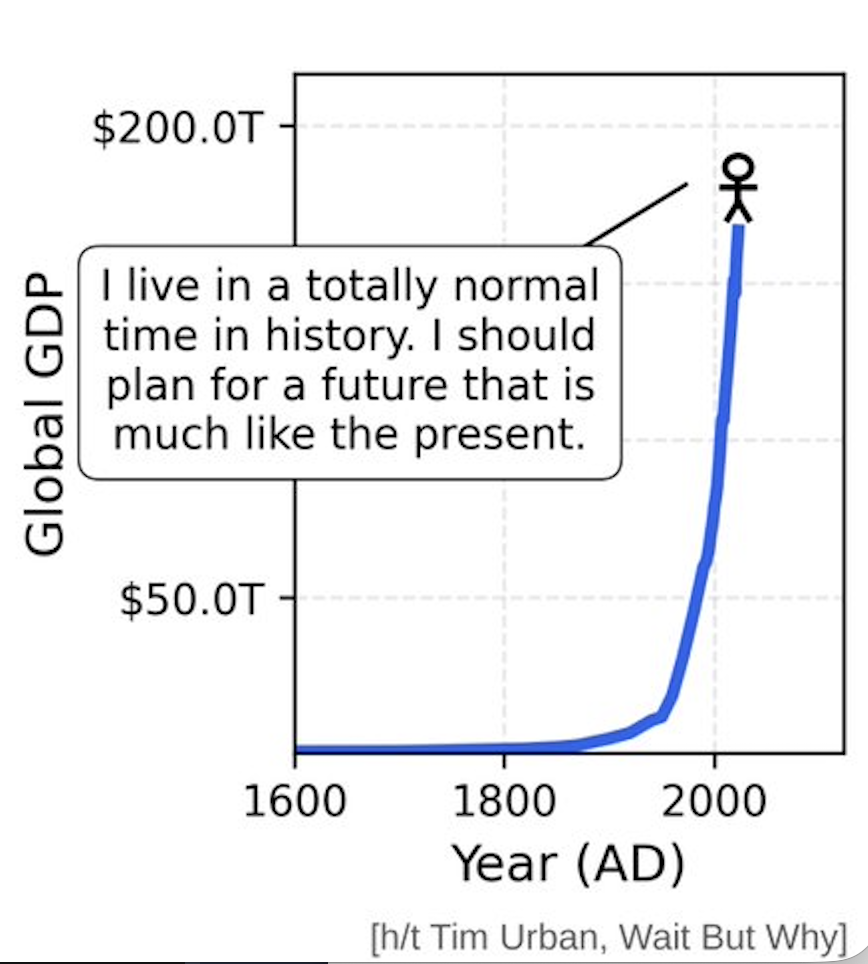 $200.0T
I live in a totally normal
time in history. I should
plan for a future that is
much like the present.
Global GDP
$50.0T
1600 1800 2000
Year (AD)
[h/t Tim Urban, Wait But Why]